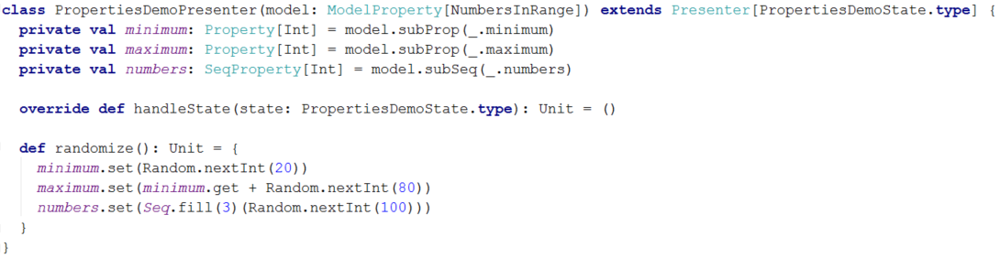 class PropertiesDemoPresenter(model: ModelProperty[NumbersInRange]) extends Presenter[PropertiesDemoState.type] {
  private val minimum: Property[Int] = model.subProp(_.minimum)
  private val maximum: Property[Int] = model.subProp(_.maximum)
  private val numbers: SeqProperty[Int] = model.subSeq(_.numbers)

  override def handleState(state: PropertiesDemoState.type): Unit = ()

  def randomize(): Unit = {
    minimum.set(Random.nextInt(20))
    maximum.set(minimum.get + Random.nextInt(80))
    numbers.set(Seq.fill(3)(Random.nextInt(100)))
  }
}